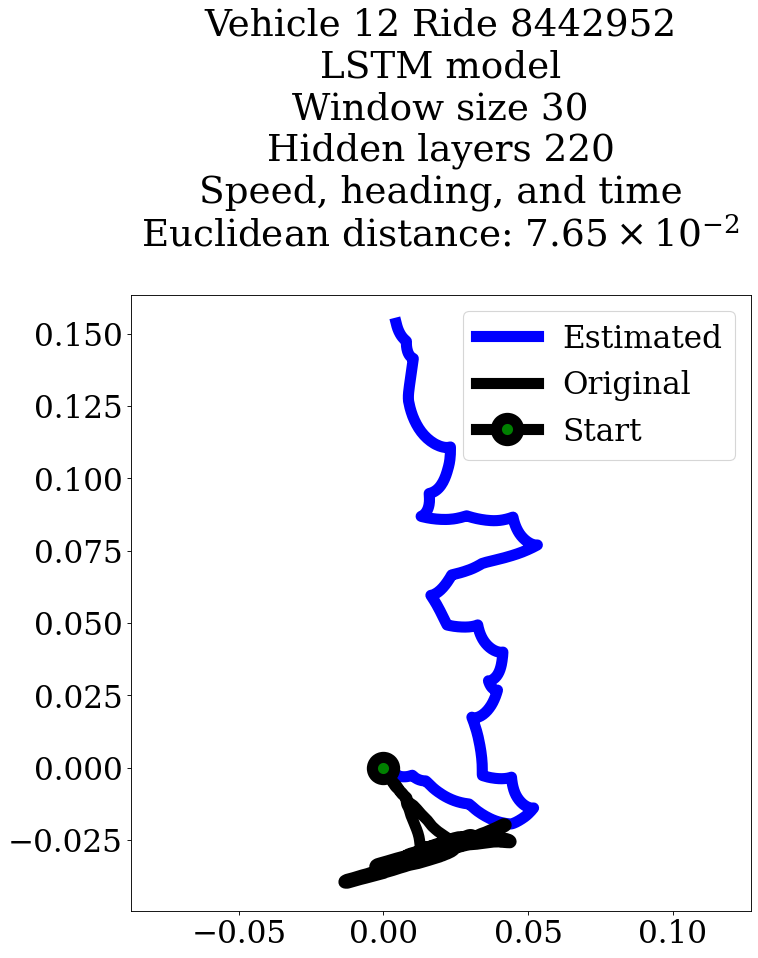 Vehicle 12 Ride 8442952
LSTM model
Window size 30
Hidden layers 220
Speed, heading, and time
Euclidean distance: 7.65 × 10⁻²
Estimated
Original
Start
0.150
0.125
0.100
0.075
0.050
0.025
0.000
−0.025
−0.05 0.00 0.05 0.10